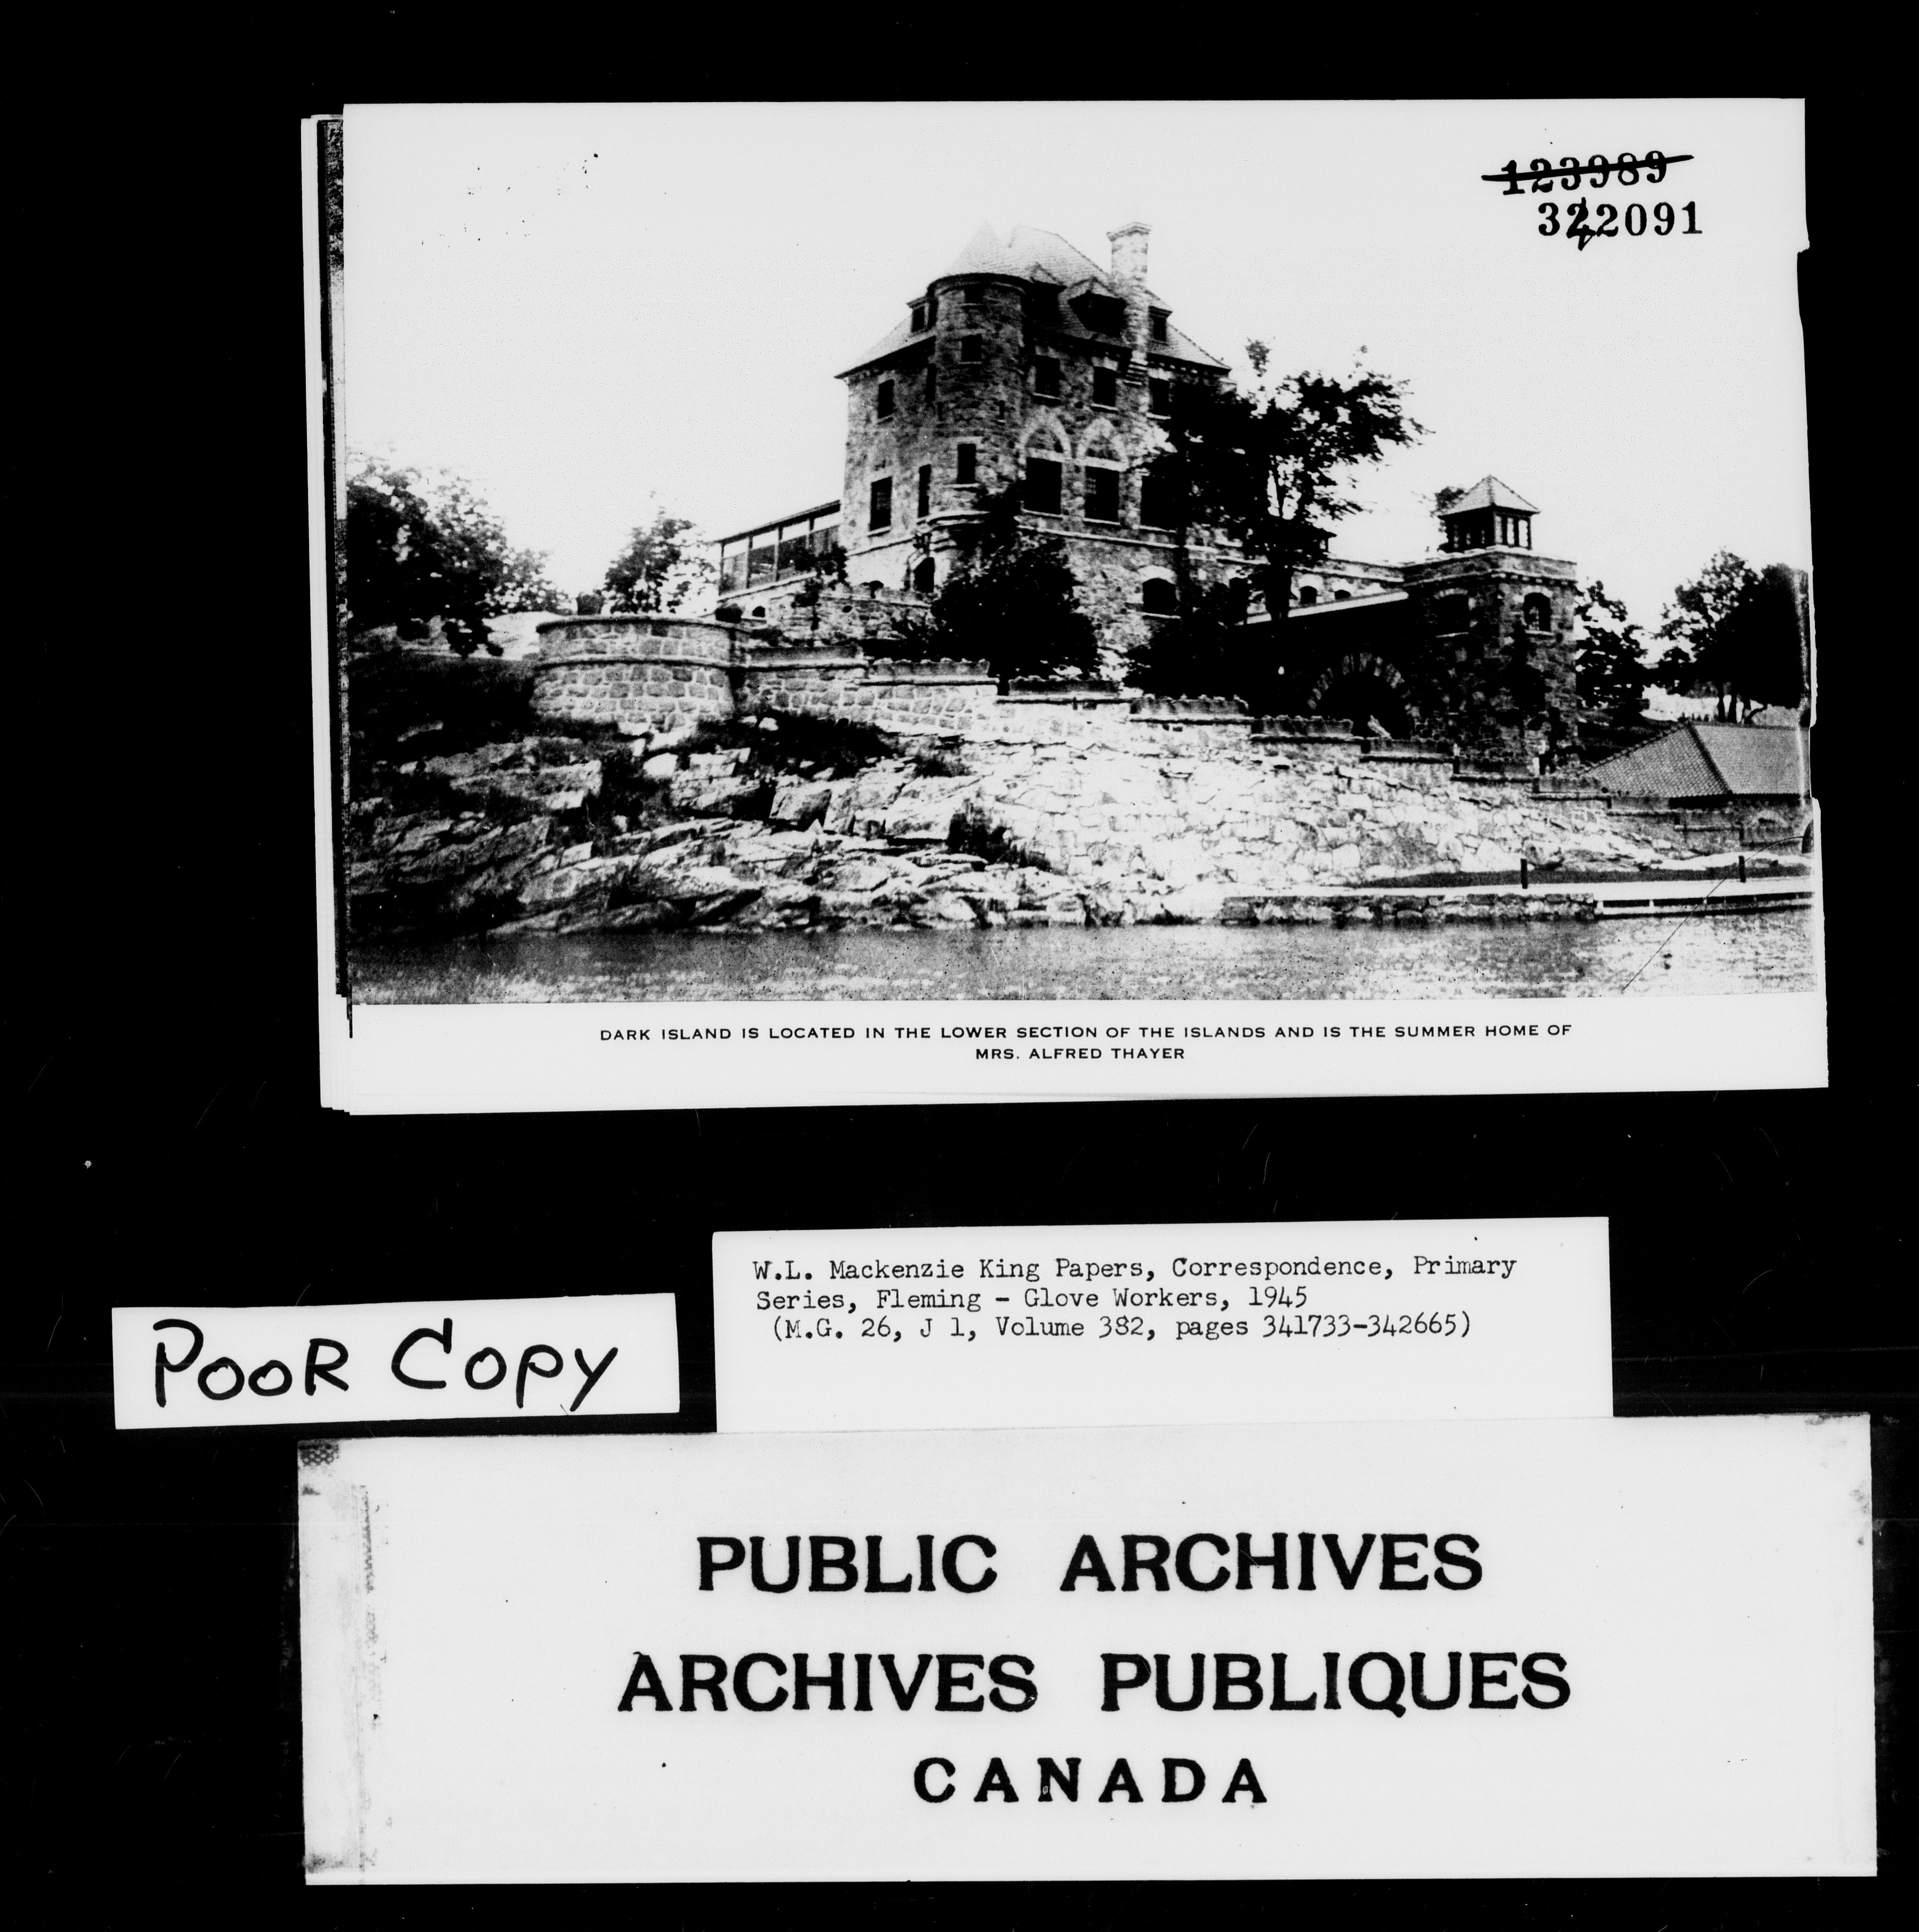 123989
342091
DARK ISLAND IS LOCATED IN THE LOWER SECTION OF THE ISLANDS AND IS THE SUMMER HOME OF
MRS. ALFRED THAYER
W.L. Mackenzie King Papers, Correspondence, Primary
Series, Fleming - Glove Workers, 1945
(M.G. 26, J 1, Volume 382, pages 341733-342665)
POOR COPY
PUBLIC ARCHIVES
ARCHIVES PUBLIQUES
CANADA